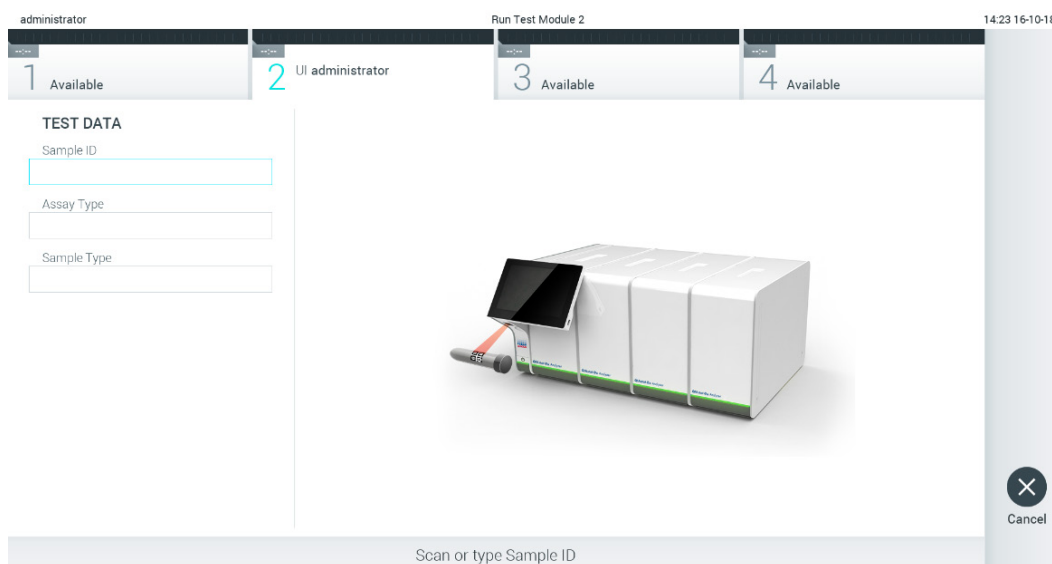 administrator
Run Test Module 2
14:23 16-10-18
--:--
--:--
--:--
--:--
1 Available
2 UI administrator
3 Available
4 Available
TEST DATA
Sample ID
Assay Type
Sample Type
Cancel
Scan or type Sample ID